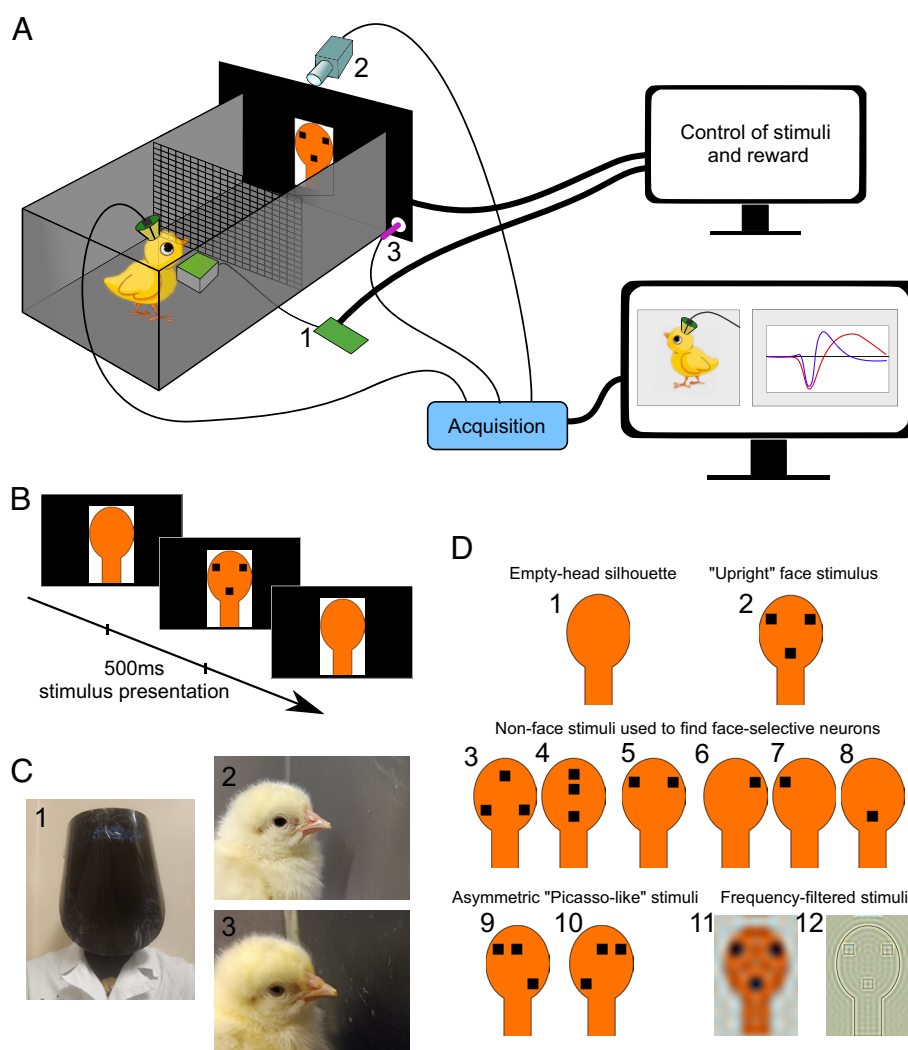 A
2
Control of stimuli
and reward
3
1
Acquisition
B
500ms
stimulus presentation
C
1
2
3
D
Empty-head silhouette
"Upright" face stimulus
1
2
Non-face stimuli used to find face-selective neurons
3 4 5 6 7 8
Asymmetric "Picasso-like" stimuli
Frequency-filtered stimuli
9 10 11 12